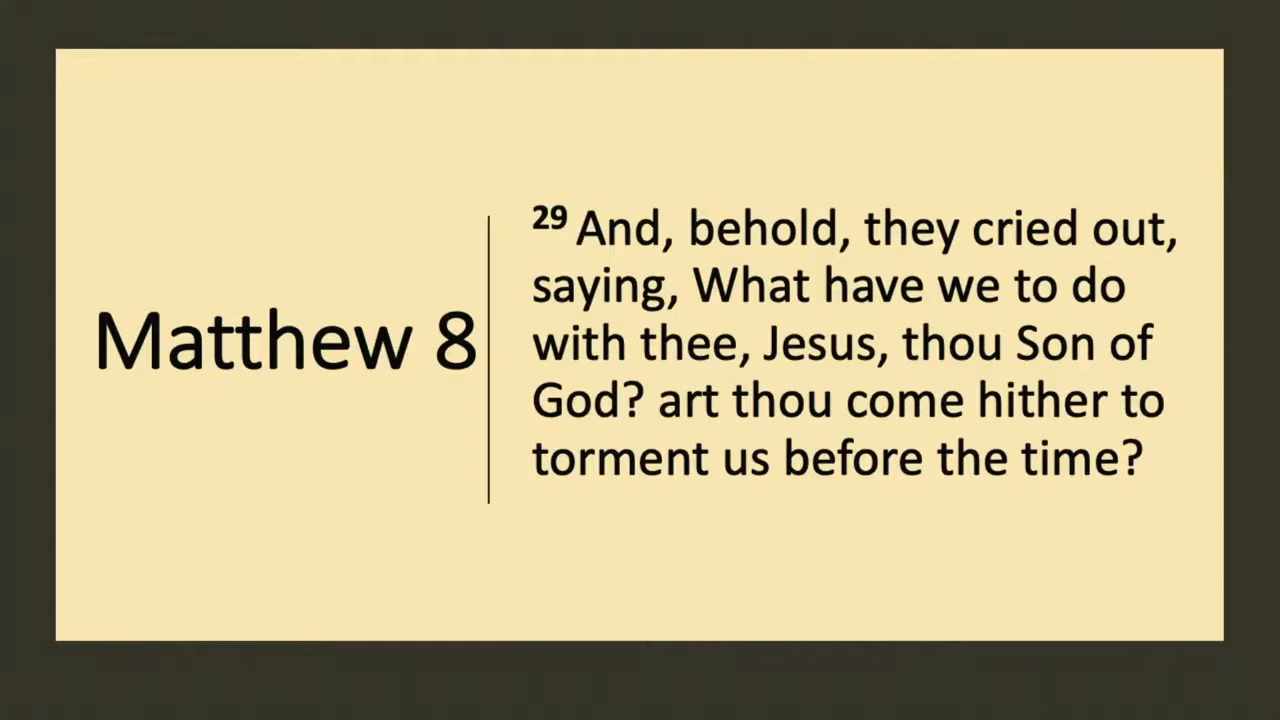 Matthew 8
29 And, behold, they cried out,
saying, What have we to do
with thee, Jesus, thou Son of
God? art thou come hither to
torment us before the time?